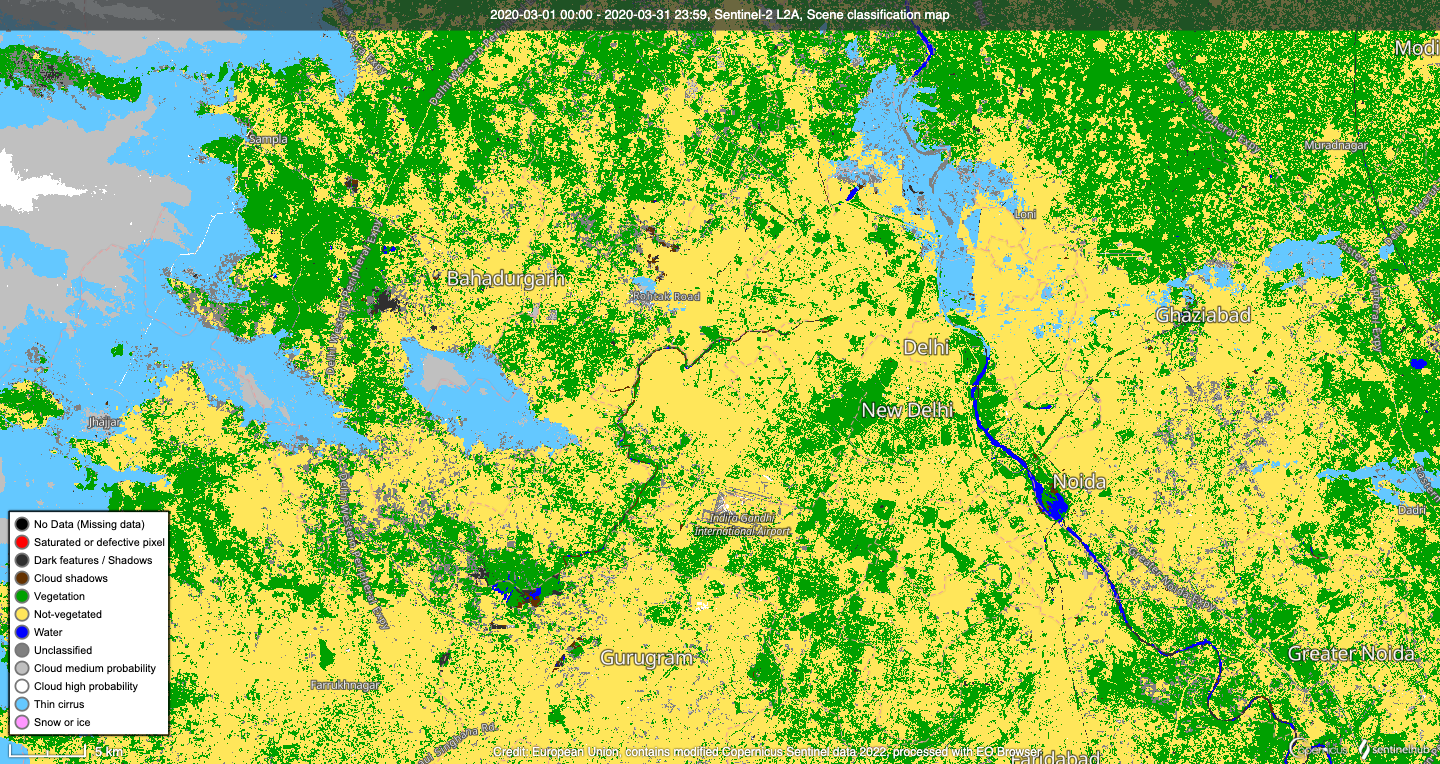 2020-03-01 00:00 - 2020-03-31 23:59, Sentinel-2 L2A, Scene classification map
Modi
Sampla
Muradnagar
Loni
Bahadurgarh
Rohtak Road
Ghaziabad
Delhi
New Delhi
Jhajjar
Noida
Dadri
Indira Gandhi
International Airport
Gurugram
Greater Noida
Farrukhnagar
Faridabad
No Data (Missing data)
Saturated or defective pixel
Dark features / Shadows
Cloud shadows
Vegetation
Not-vegetated
Water
Unclassified
Cloud medium probability
Cloud high probability
Thin cirrus
Snow or ice
5 km
Credit: European Union, contains modified Copernicus Sentinel data 2022, processed with EO Browser
opernicus
sentinelhub